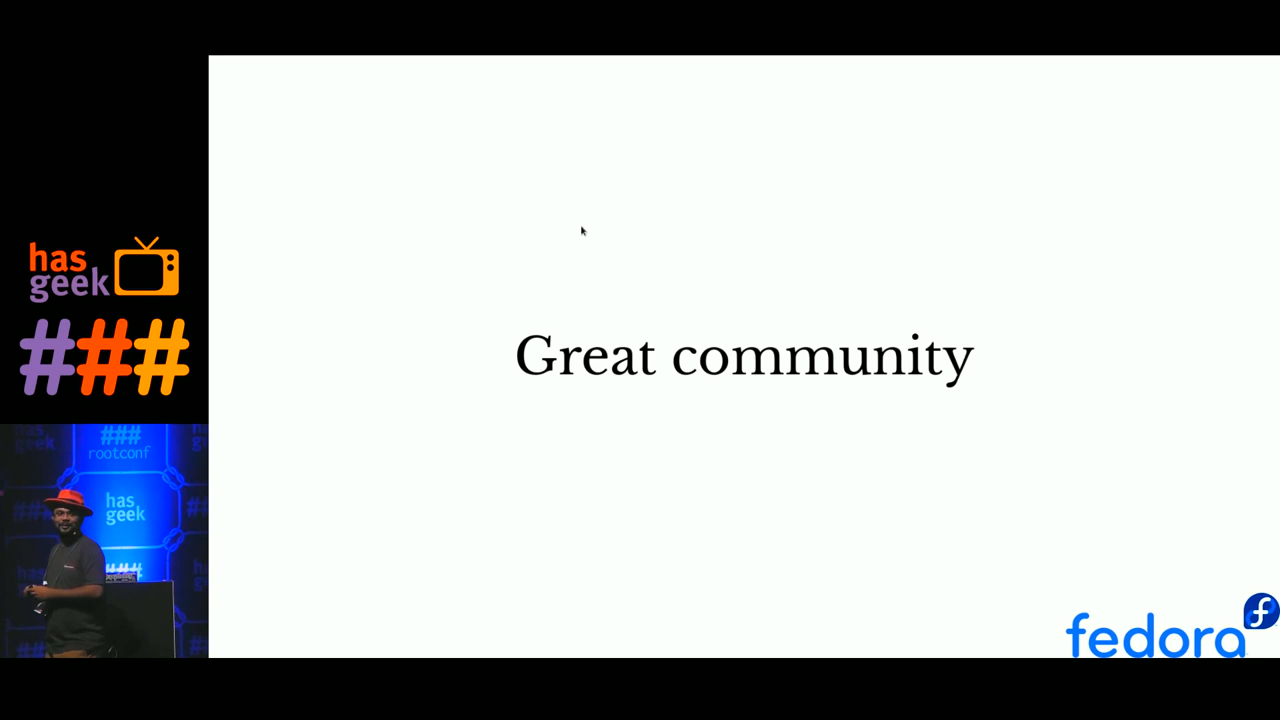 has
geek
###
###
rootconf
has
geek
Great community
fedora